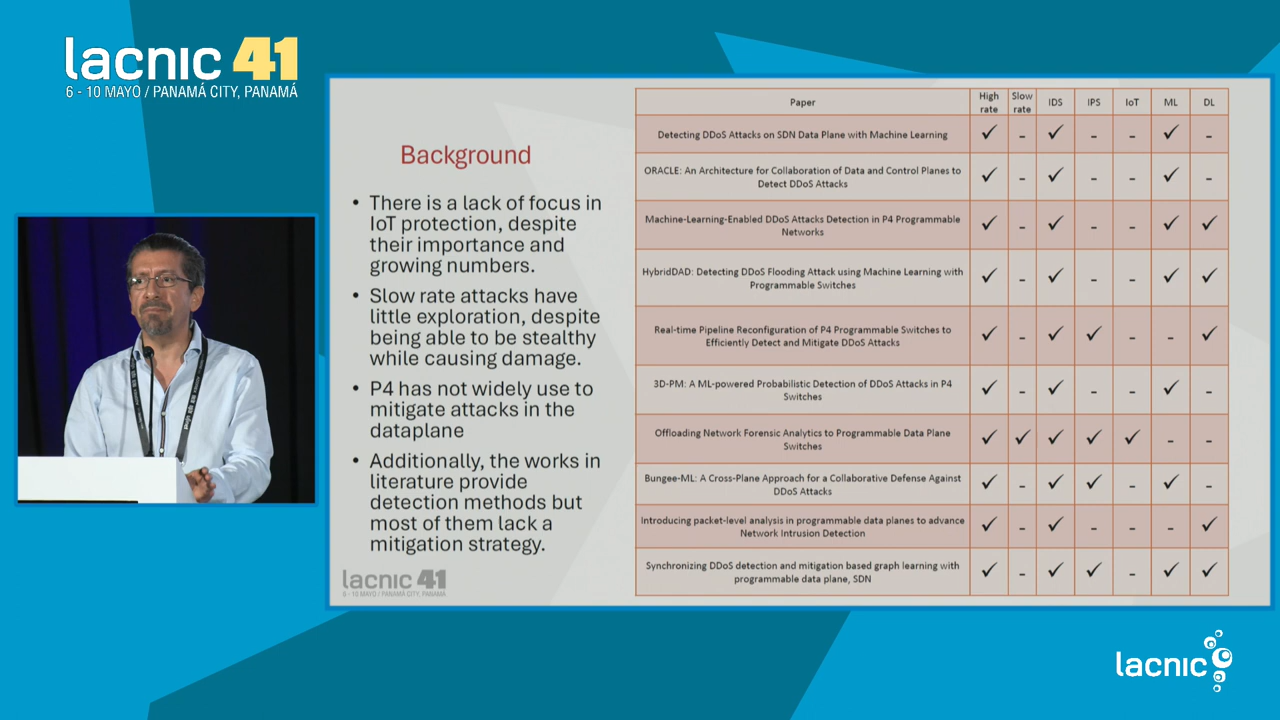 lacnic 41
6 - 10 MAYO / PANAMÁ CITY, PANAMÁ
Background
• There is a lack of focus in
IoT protection, despite
their importance and
growing numbers.
• Slow rate attacks have
little exploration, despite
being able to be stealthy
while causing damage.
• P4 has not widely use to
mitigate attacks in the
dataplane
• Additionally, the works in
literature provide
detection methods but
most of them lack a
mitigation strategy.
lacnic 41
6 - 10 MAYO / PANAMÁ CITY, PANAMÁ
Paper High rate Slow rate IDS IPS IoT ML DL
Detecting DDoS Attacks on SDN Data Plane with Machine Learning ✓ - ✓ - - ✓ -
ORACLE: An Architecture for Collaboration of Data and Control Planes to
Detect DDoS Attacks ✓ - ✓ - - ✓ -
Machine-Learning-Enabled DDoS Attacks Detection in P4 Programmable
Networks ✓ - ✓ - - ✓ ✓
HybridDAD: Detecting DDoS Flooding Attack using Machine Learning with
Programmable Switches ✓ - ✓ - - ✓ ✓
Real-time Pipeline Reconfiguration of P4 Programmable Switches to
Efficiently Detect and Mitigate DDoS Attacks ✓ - ✓ ✓ - - ✓
3D-PM: A ML-powered Probabilistic Detection of DDoS Attacks in P4
Switches ✓ - ✓ - - ✓ -
Offloading Network Forensic Analytics to Programmable Data Plane
Switches ✓ ✓ ✓ ✓ ✓ - -
Bungee-ML: A Cross-Plane Approach for a Collaborative Defense Against
DDoS Attacks ✓ - ✓ ✓ - ✓ -
Introducing packet-level analysis in programmable data planes to advance
Network Intrusion Detection ✓ - ✓ - - - ✓
Synchronizing DDoS detection and mitigation based graph learning with
programmable data plane, SDN ✓ - ✓ ✓ - ✓ ✓
lacnic